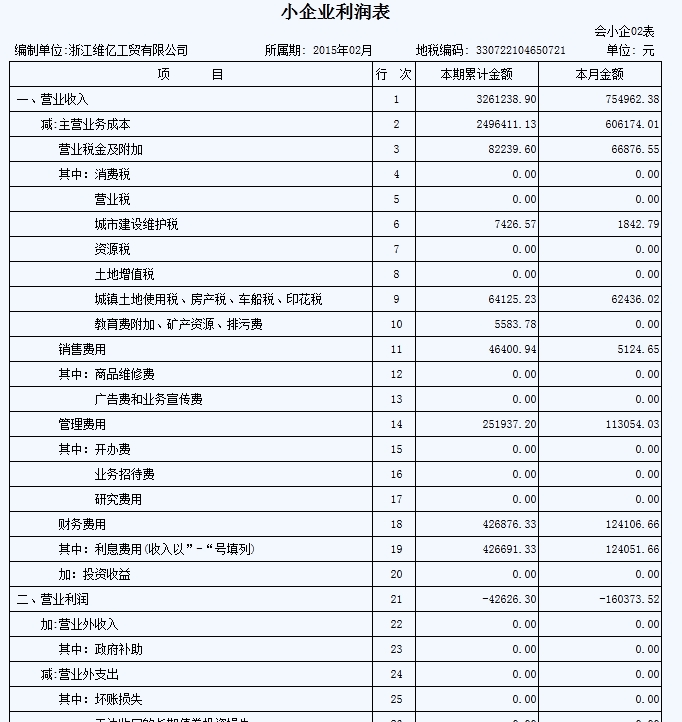 小企业利润表
会小企02表
编制单位:浙江维亿工贸有限公司 所属期: 2015年02月 地税编码: 330722104650721 单位: 元
项 目 行 次 本期累计金额 本月金额
一、营业收入 1 3261238.90 754962.38
减:主营业务成本 2 2496411.13 606174.01
营业税金及附加 3 82239.60 66876.55
其中: 消费税 4 0.00 0.00
营业税 5 0.00 0.00
城市建设维护税 6 7426.57 1842.79
资源税 7 0.00 0.00
土地增值税 8 0.00 0.00
城镇土地使用税、房产税、车船税、印花税 9 64125.23 62436.02
教育费附加、矿产资源、排污费 10 5583.78 0.00
销售费用 11 46400.94 5124.65
其中: 商品维修费 12 0.00 0.00
广告费和业务宣传费 13 0.00 0.00
管理费用 14 251937.20 113054.03
其中: 开办费 15 0.00 0.00
业务招待费 16 0.00 0.00
研究费用 17 0.00 0.00
财务费用 18 426876.33 124106.66
其中: 利息费用(收入以”-“号填列) 19 426691.33 124051.66
加: 投资收益 20 0.00 0.00
二、营业利润 21 -42626.30 -160373.52
加:营业外收入 22 0.00 0.00
其中: 政府补助 23 0.00 0.00
减:营业外支出 24 0.00 0.00
其中: 坏账损失 25 0.00 0.00